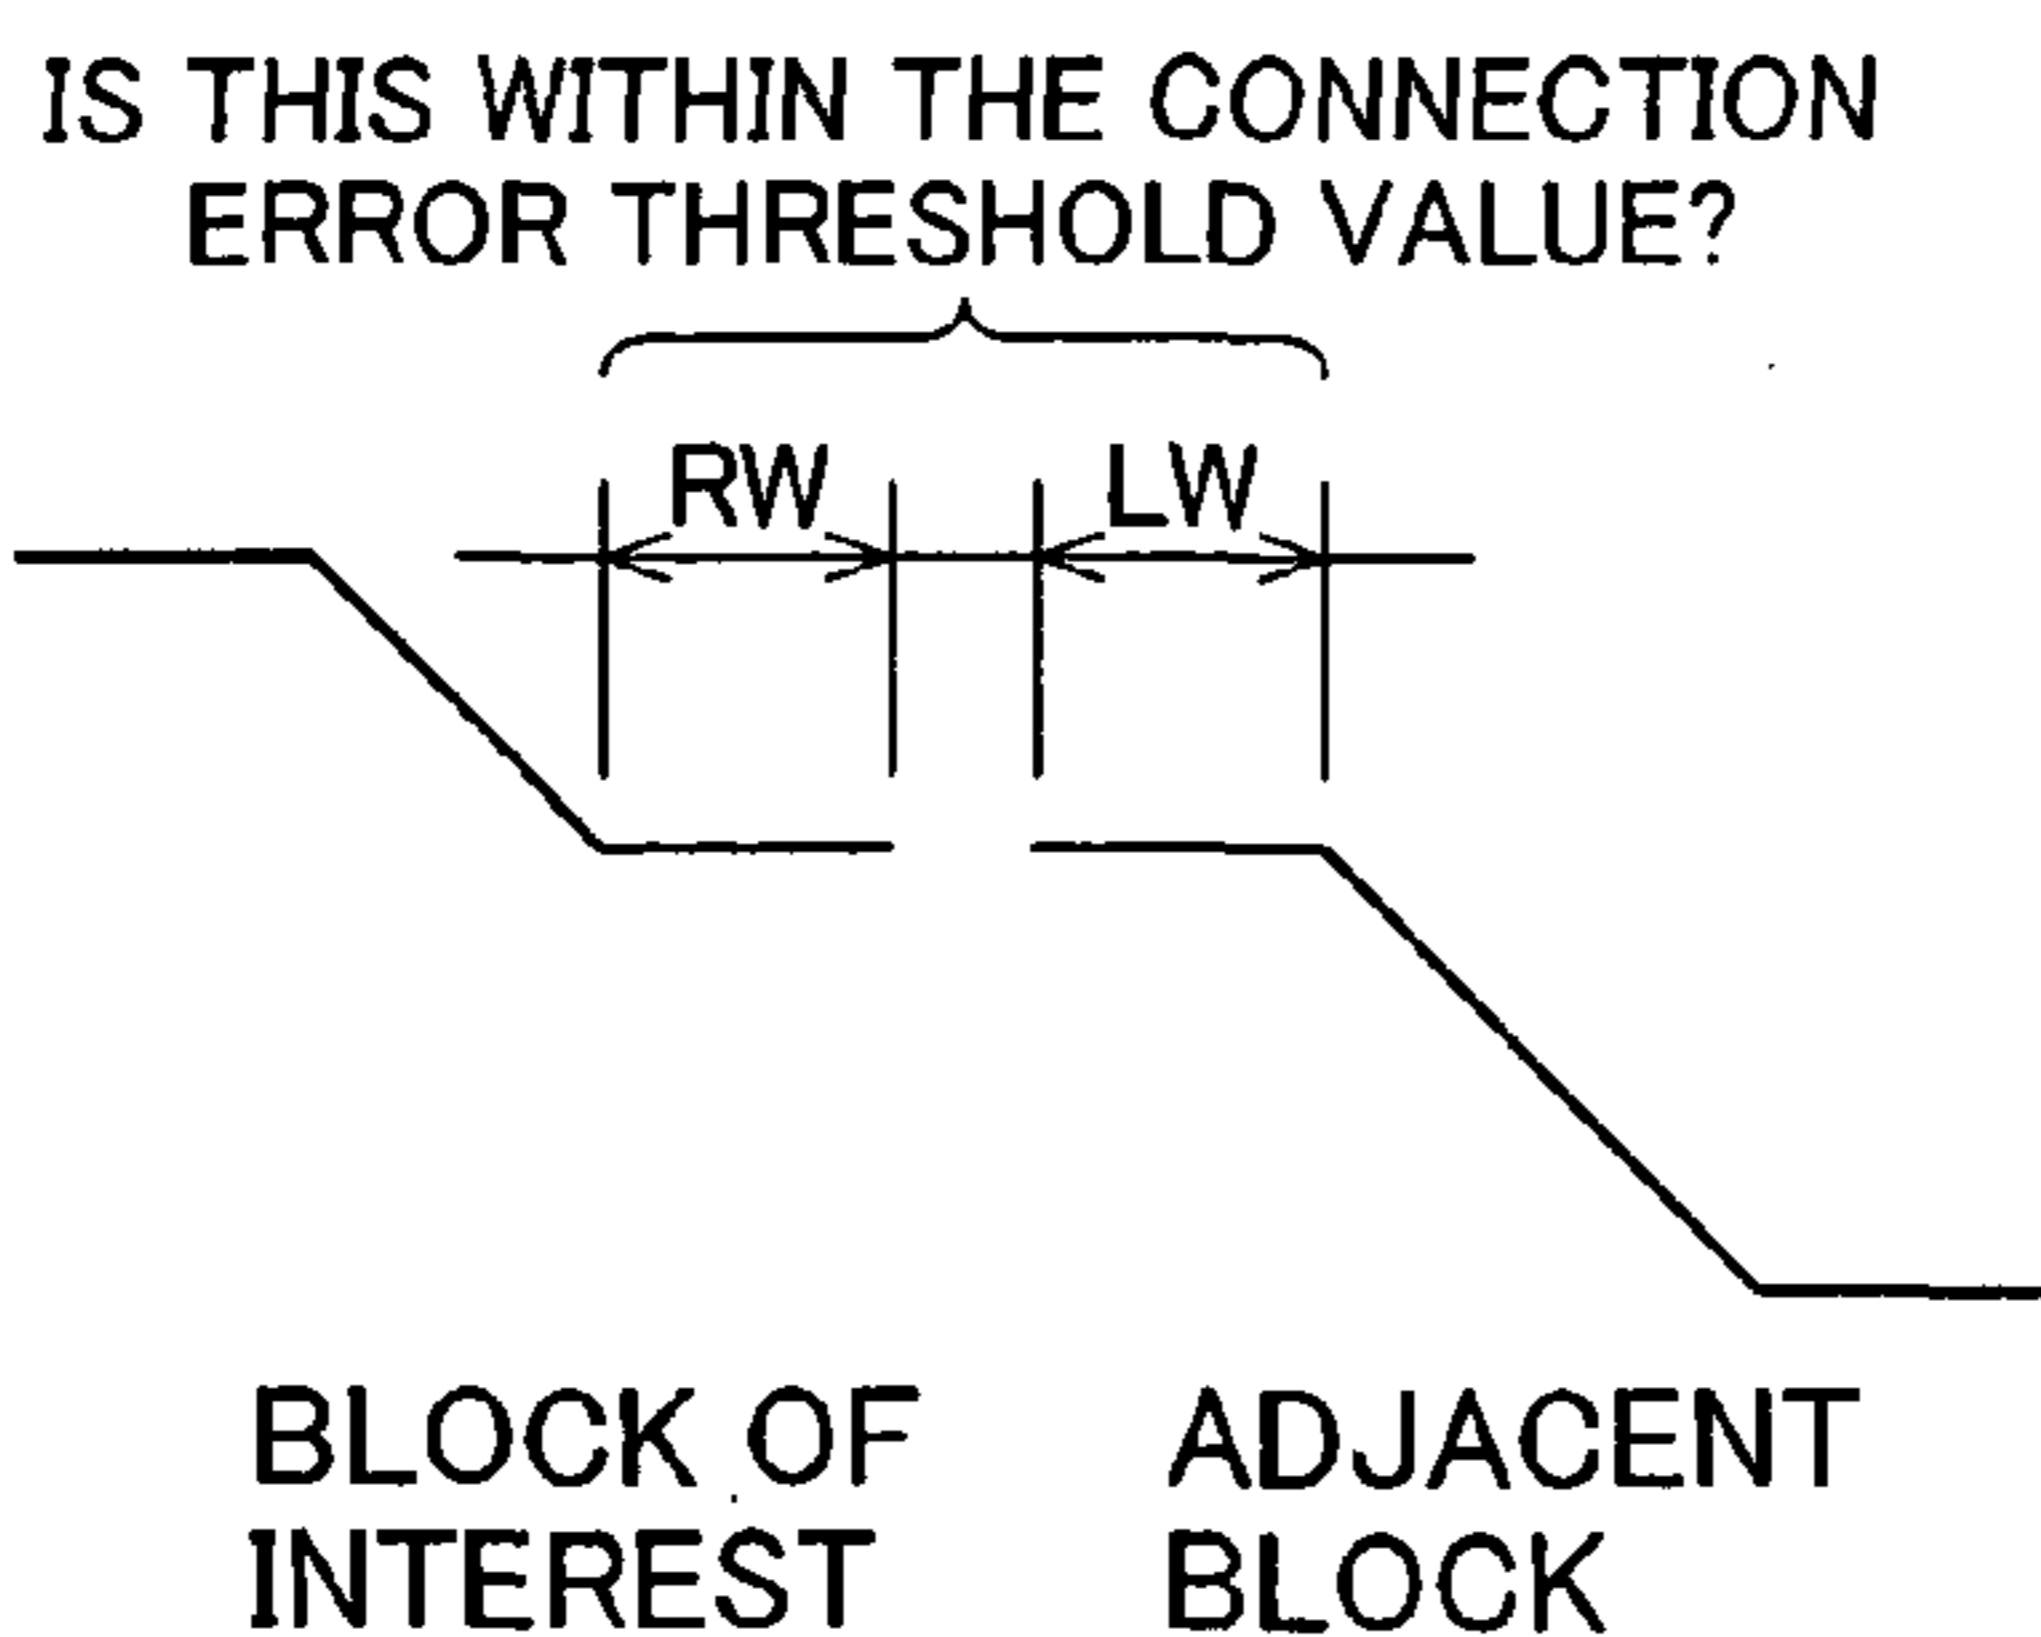 IS THIS WITHIN THE CONNECTION
ERROR THRESHOLD VALUE?
RW LW
BLOCK OF
INTEREST
ADJACENT
BLOCK